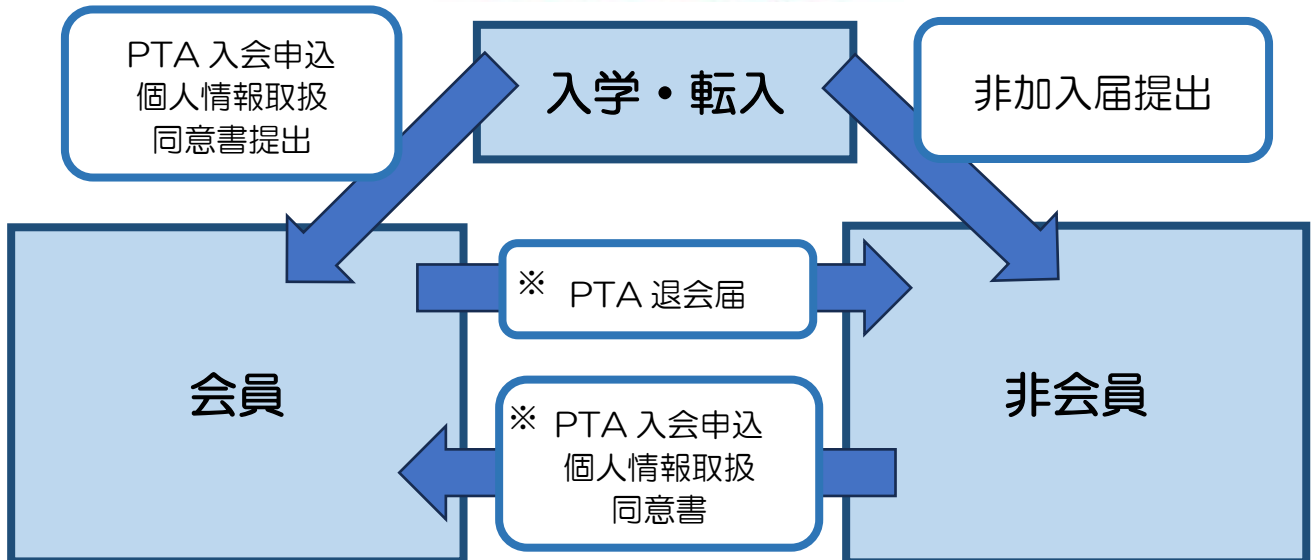 PTA 入会申込
個人情報取扱
同意書提出
入学・転入
非加入届提出
※ PTA 退会届
会員
非会員
※ PTA 入会申込
個人情報取扱
同意書